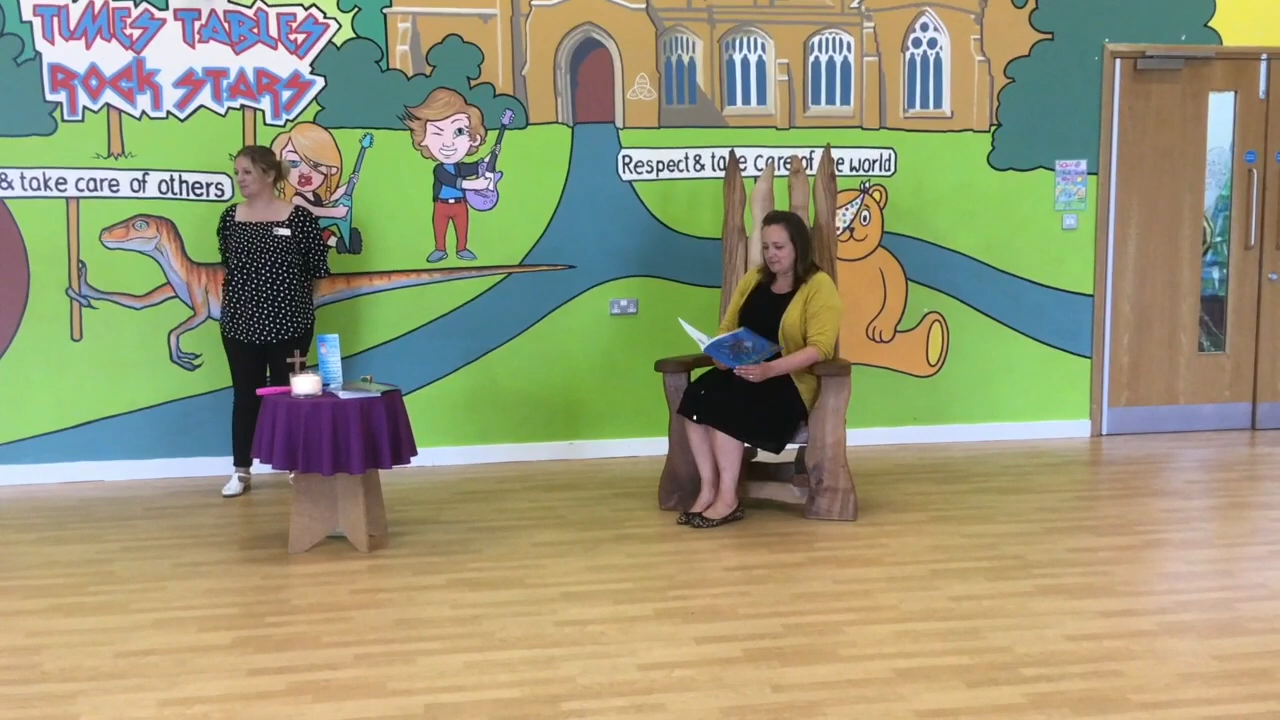 TIMES TABLES
ROCK STARS
& take care of others
Respect & take care of the world